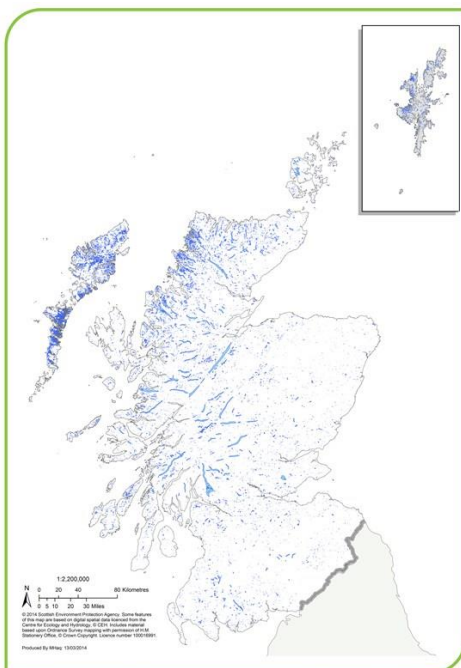 1:2,200,000
N
0 20 40 80 Kilometres
0 5 10 20 30 Miles
© 2014 Scottish Environment Protection Agency. Some features
of this map are based on digital spatial data licenced from the
Centre for Ecology and Hydrology, © CEH. Includes material
based upon Ordnance Survey mapping with permission of H.M.
Stationery Office, © Crown Copyright. Licence number 100016991.
Produced By MHaq 13/03/2014